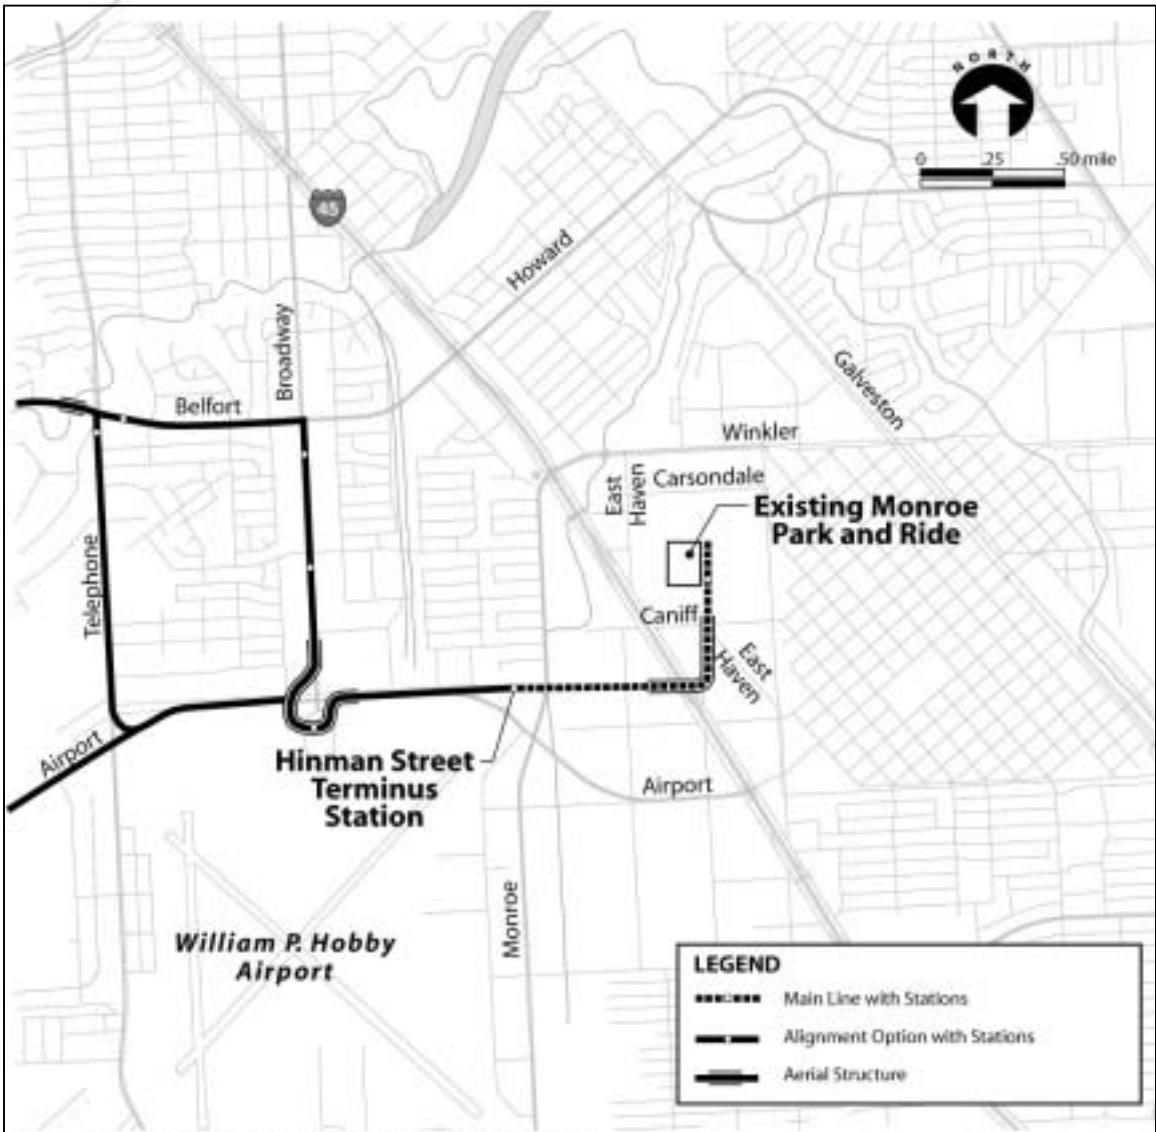 NORTH
0 .25 .50 mile
45
Howard
Broadway
Belfort
Galveston
Winkler
East
Haven
Carsondale
Existing Monroe
Park and Ride
Telephone
Caniff
East
Haven
Airport
Hinman Street
Terminus
Station
Airport
Monroe
William P. Hobby
Airport
LEGEND
Main Line with Stations
Alignment Option with Stations
Aerial Structure